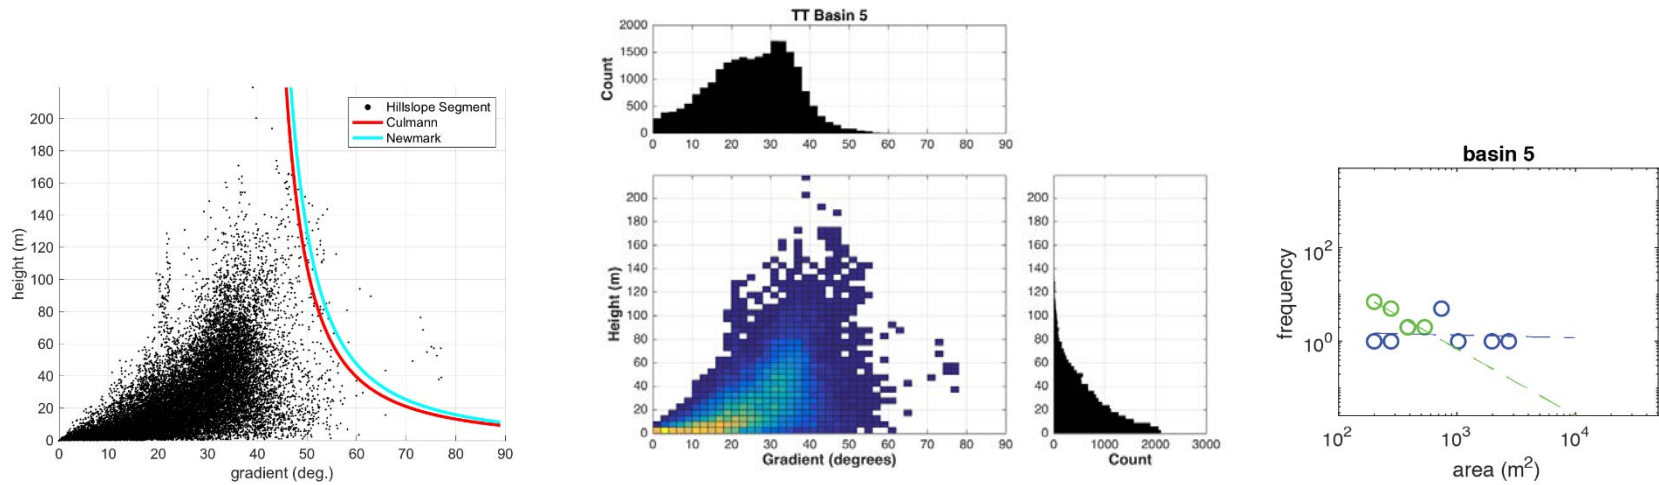 200
180
160
140
120
100
80
60
40
20
0
height (m)
0 10 20 30 40 50 60 70 80 90
gradient (deg.)
Hillslope Segment
Culmann
Newmark
TT Basin 5
2000
1500
1000
500
0
Count
0 10 20 30 40 50 60 70 80 90
200
180
160
140
120
100
80
60
40
20
0
Height (m)
0 10 20 30 40 50 60 70 80 90
Gradient (degrees)
200
180
160
140
120
100
80
60
40
20
0
0 1000 2000 3000
Count
basin 5
10²
10⁰
frequency
10² 10³ 10⁴
area (m²)